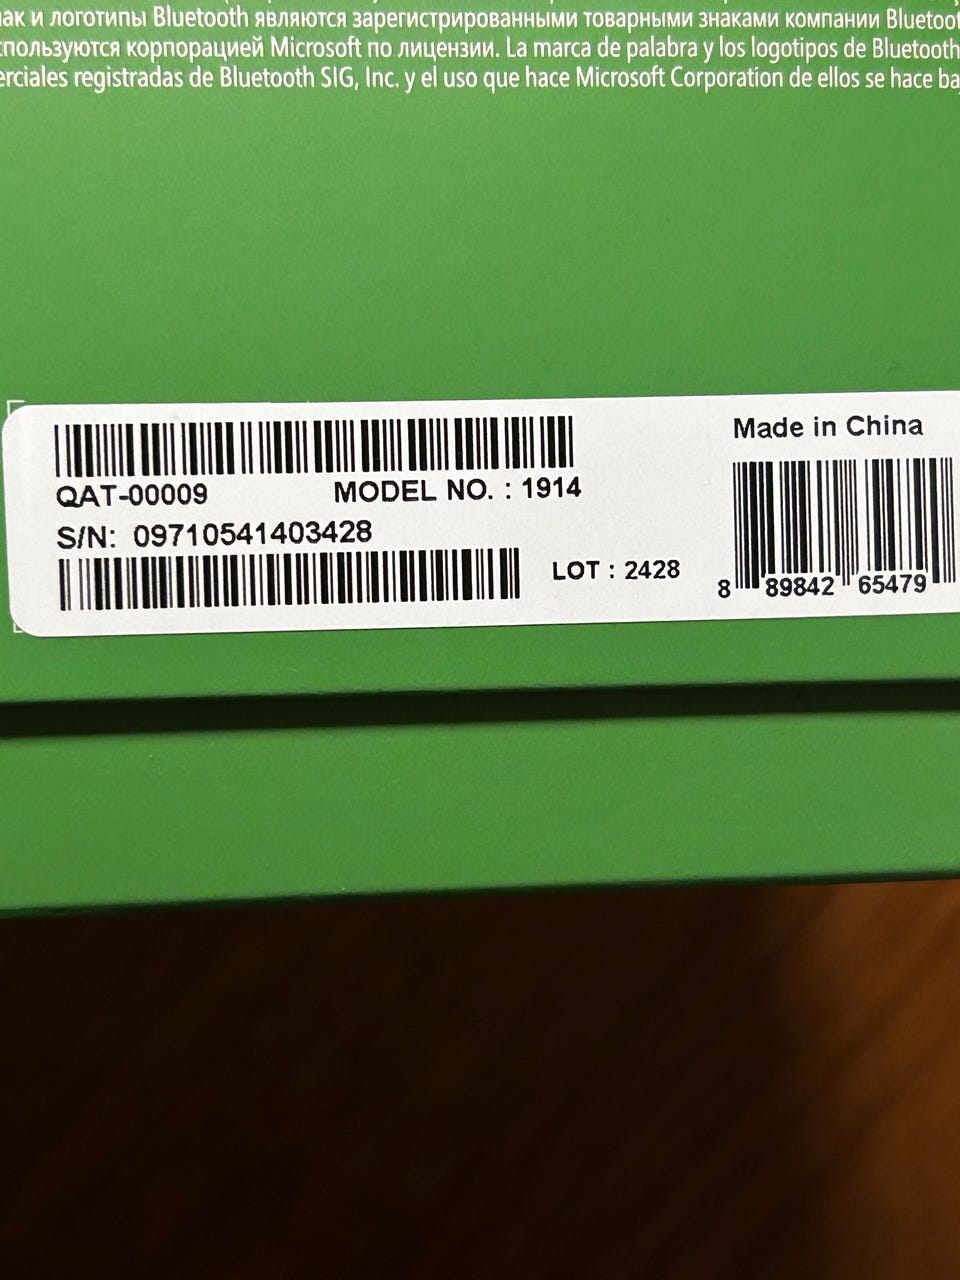 и логотипы Bluetooth являются зарегистрированными товарными знаками компании
корпорацией Microsoft по лицензии. La marca de palabra y los logotipos de Bluetooth
registradas de Bluetooth SIG, Inc. y el uso que hace Microsoft Corporation de ellos se hace
QAT-00009 MODEL NO. : 1914
S/N: 09710541403428
LOT : 2428
Made in China
8 89842 65479